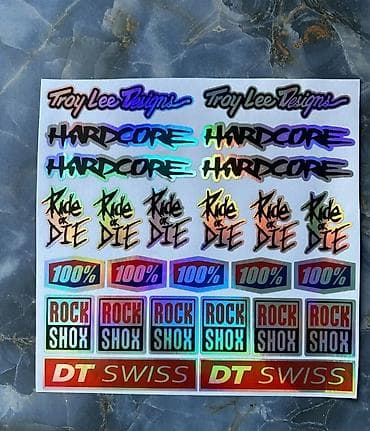 Troy Lee Designs Troy Lee Designs
HARDCORE HARDCORE
HARDCORE HARDCORE
Ride Ride Ride Ride Ride Ride
OR OR OR OR OR OR
DIE DIE DIE DIE DIE DIE
100% 100% 100% 100% 100%
ROCK ROCK ROCK ROCK ROCK ROCK
SHOX SHOX SHOX SHOX SHOX SHOX
DT SWISS DT SWISS